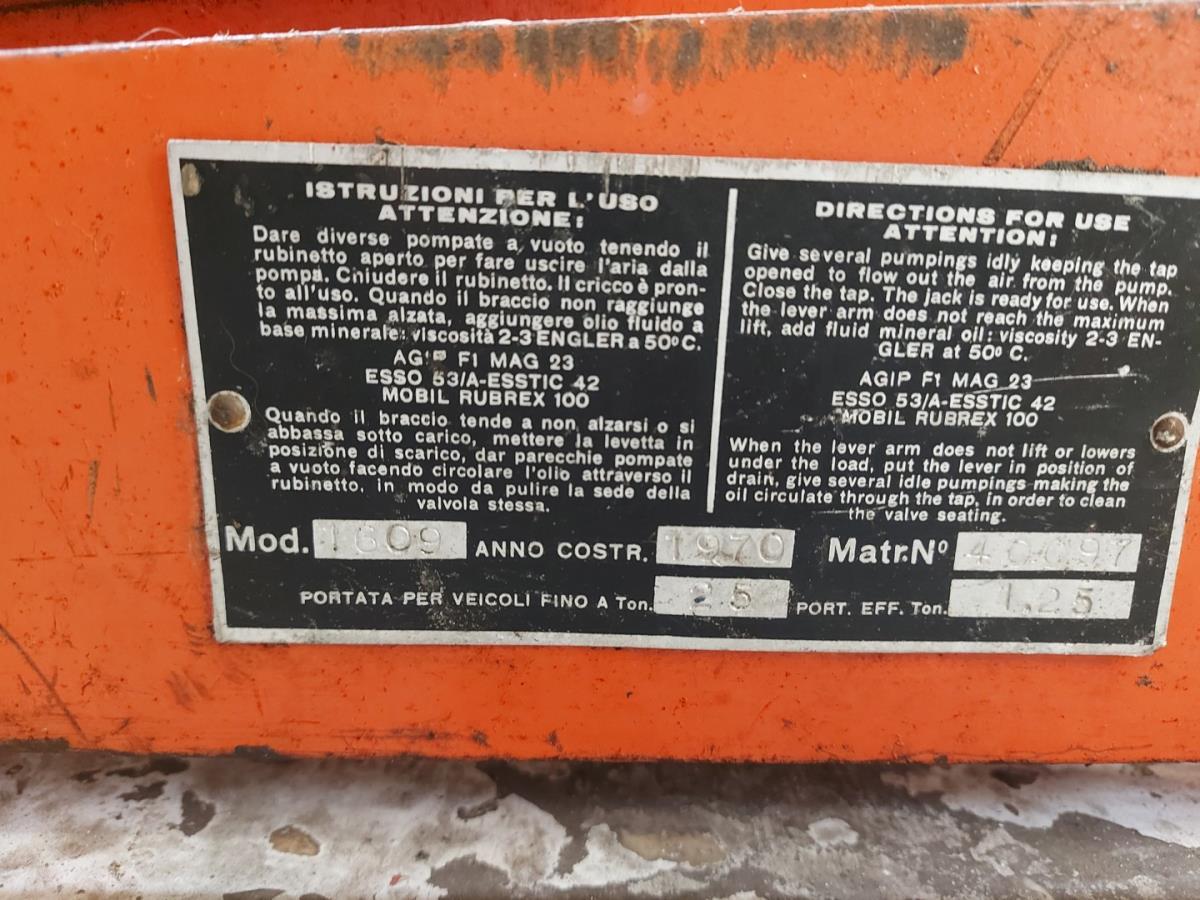 ISTRUZIONI PER L'USO
ATTENZIONE:
Dare diverse pompate a vuoto tenendo il
rubinetto aperto per fare uscire l'aria dalla
pompa. Chiudere il rubinetto. Il cricco è pron-
to all'uso. Quando il braccio non raggiunge
la massima alzata, aggiungere olio fluido a
base minerale: viscosità 2-3 ENGLER a 50º C.
AGIP F1 MAG 23
ESSO 53/A-ESSTIC 42
MOBIL RUBREX 100
Quando il braccio tende a non alzarsi o si
abbassa sotto carico, mettere la levetta in
posizione di scarico, dar parecchie pompate
a vuoto facendo circolare l'olio attraverso il
rubinetto, in modo da pulire la sede della
valvola stessa.
DIRECTIONS FOR USE
ATTENTION:
Give several pumpings idly keeping the tap
opened to flow out the air from the pump.
Close the tap. The jack is ready for use. When
the lever arm does not reach the maximum
lift, add fluid mineral oil: viscosity 2-3 EN-
GLER at 50º C.
AGIP F1 MAG 23
ESSO 53/A-ESSTIC 42
MOBIL RUBREX 100
When the lever arm does not lift or lowers
under the load, put the lever in position of
drain, give several idle pumpings making the
oil circulate through the tap, in order to clean
the valve seating.
Mod. 1609 ANNO COSTR. 1970 Matr. Nº
PORTATA PER VEICOLI FINO A Ton. 25 PORT. EFF. Ton. 1.25